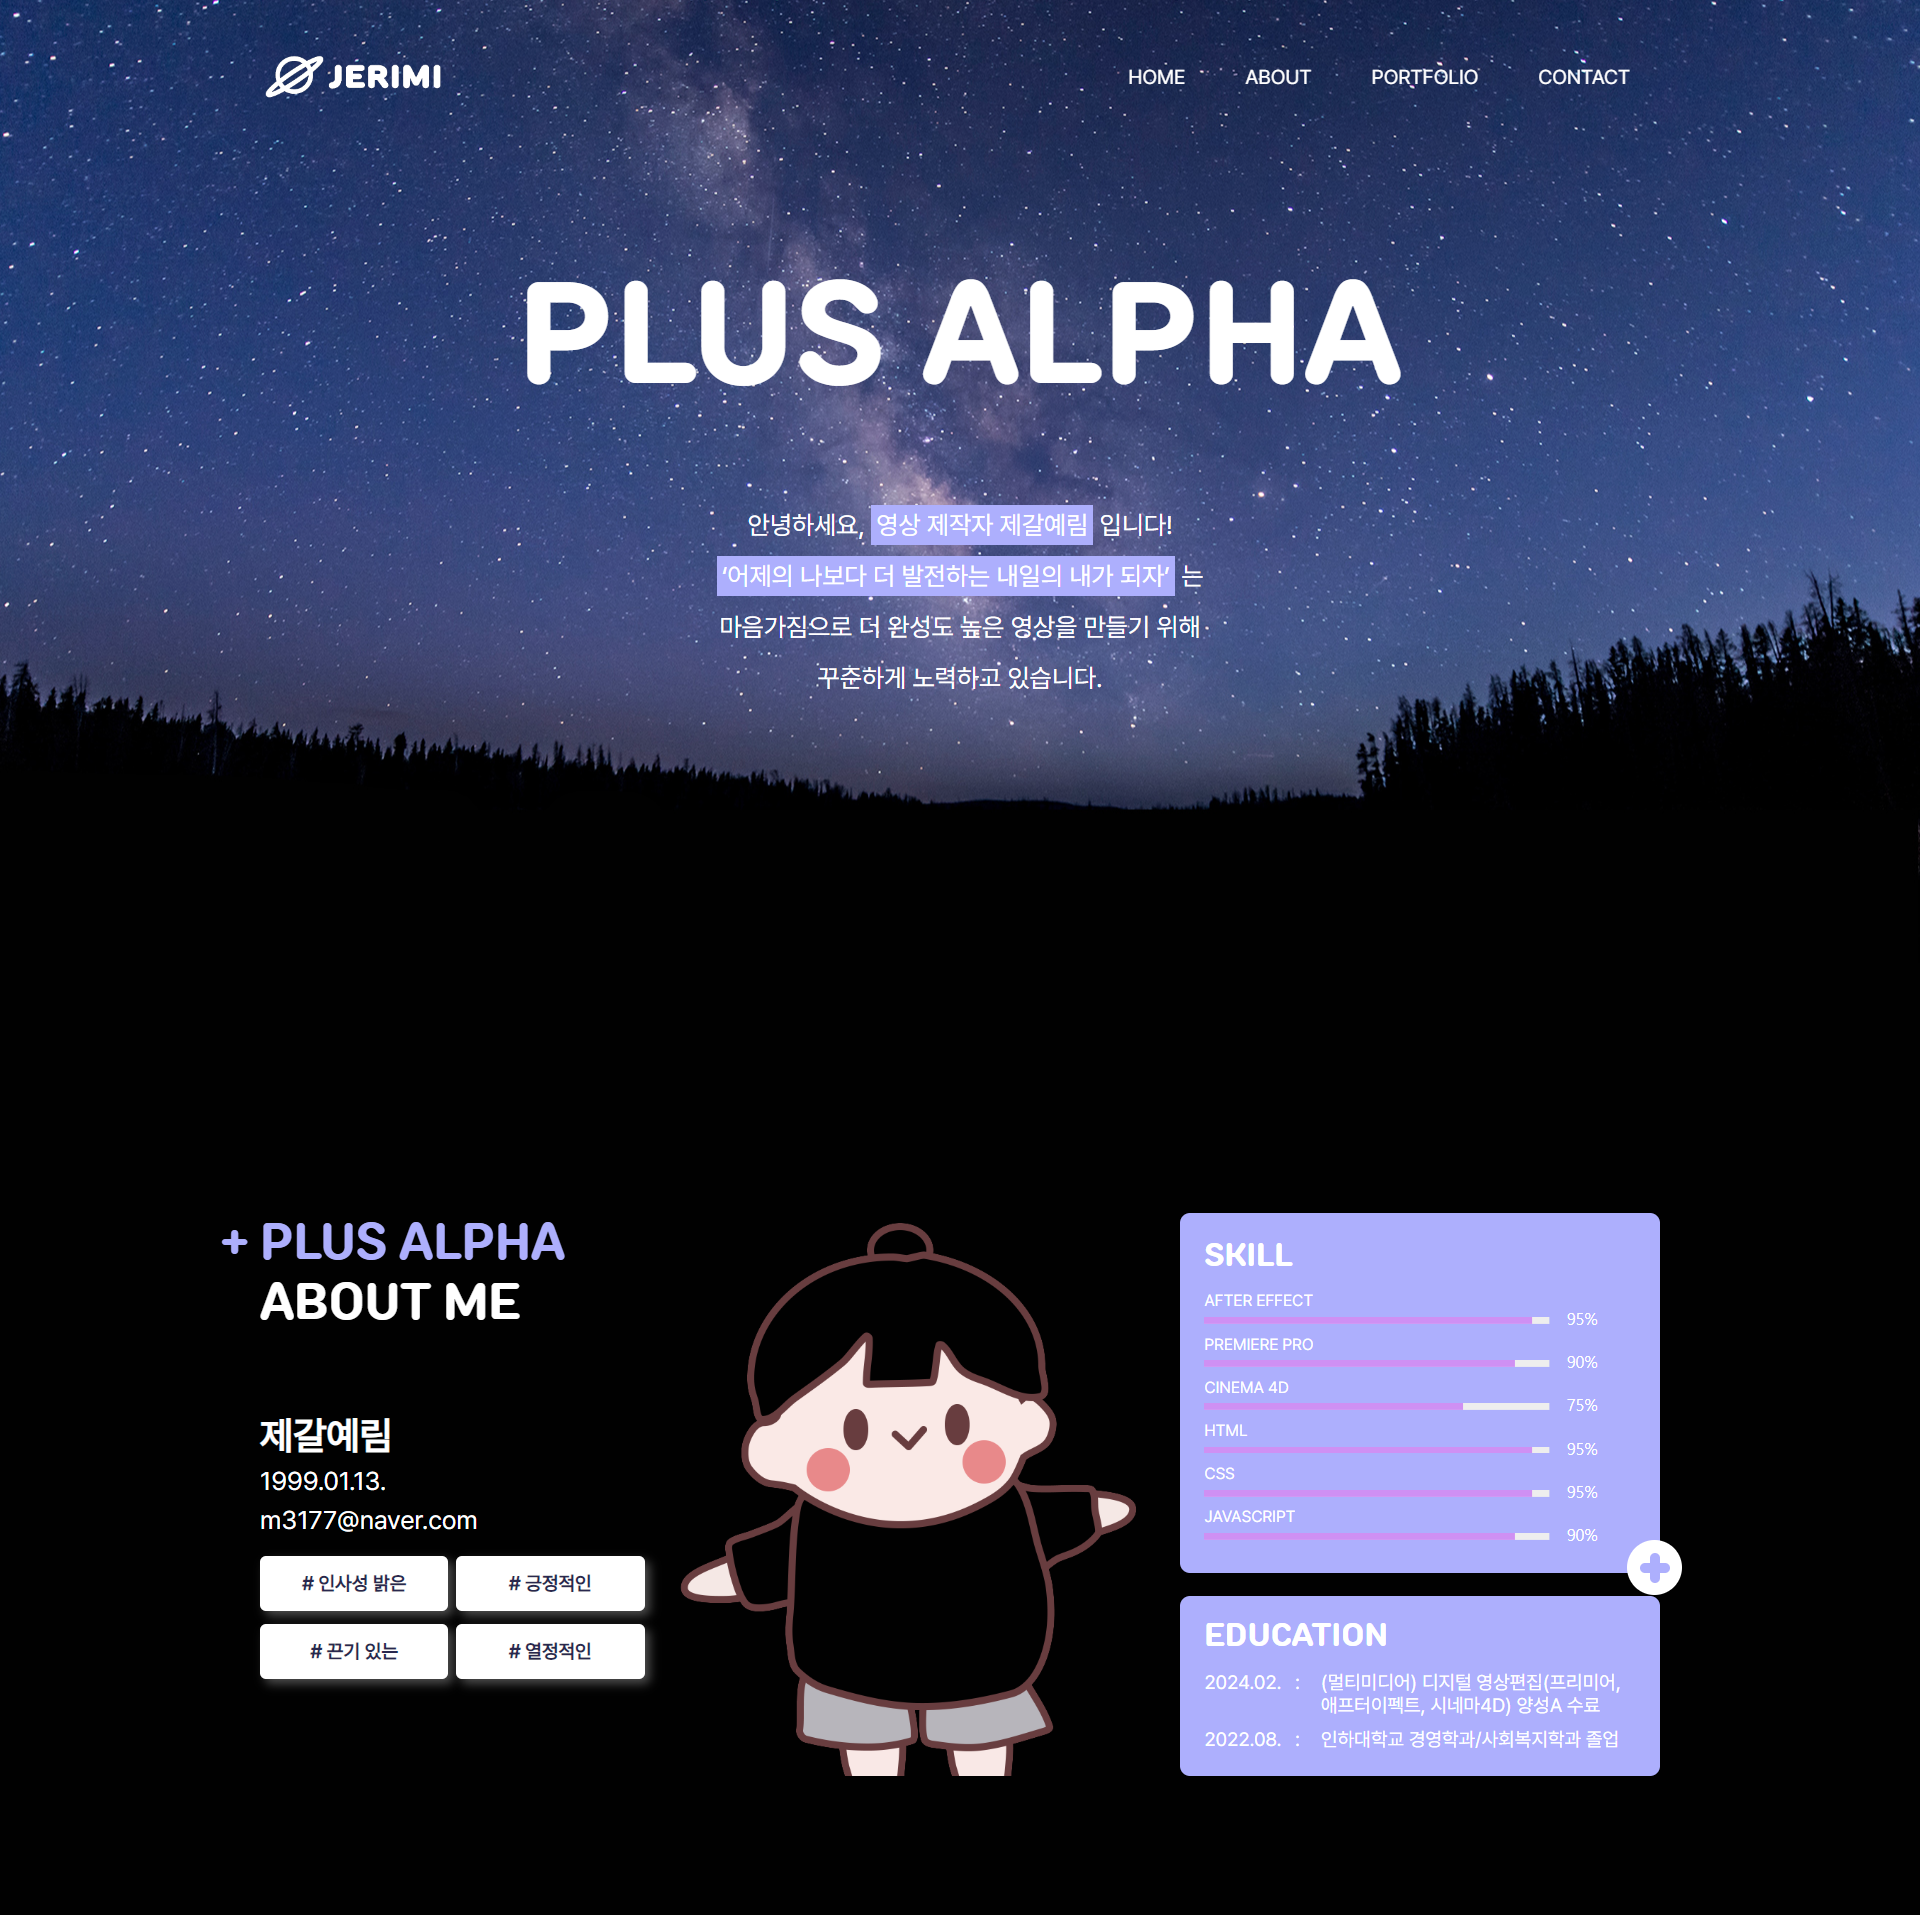 JERIMI
HOME ABOUT PORTFOLIO CONTACT
PLUS ALPHA
안녕하세요, 영상 제작자 제갈예림 입니다!
‘어제의 나보다 더 발전하는 내일의 내가 되자’ 는
마음가짐으로 더 완성도 높은 영상을 만들기 위해
꾸준하게 노력하고 있습니다.
+ PLUS ALPHA
ABOUT ME
제갈예림
1999.01.13.
m3177@naver.com
# 인사성 밝은
# 긍정적인
# 끈기 있는
# 열정적인
SKILL
AFTER EFFECT
95%
PREMIERE PRO
90%
CINEMA 4D
75%
HTML
95%
CSS
95%
JAVASCRIPT
90%
EDUCATION
2024.02. : (멀티미디어) 디지털 영상편집(프리미어,
애프터이펙트, 시네마4D) 양성A 수료
2022.08. : 인하대학교 경영학과/사회복지학과 졸업